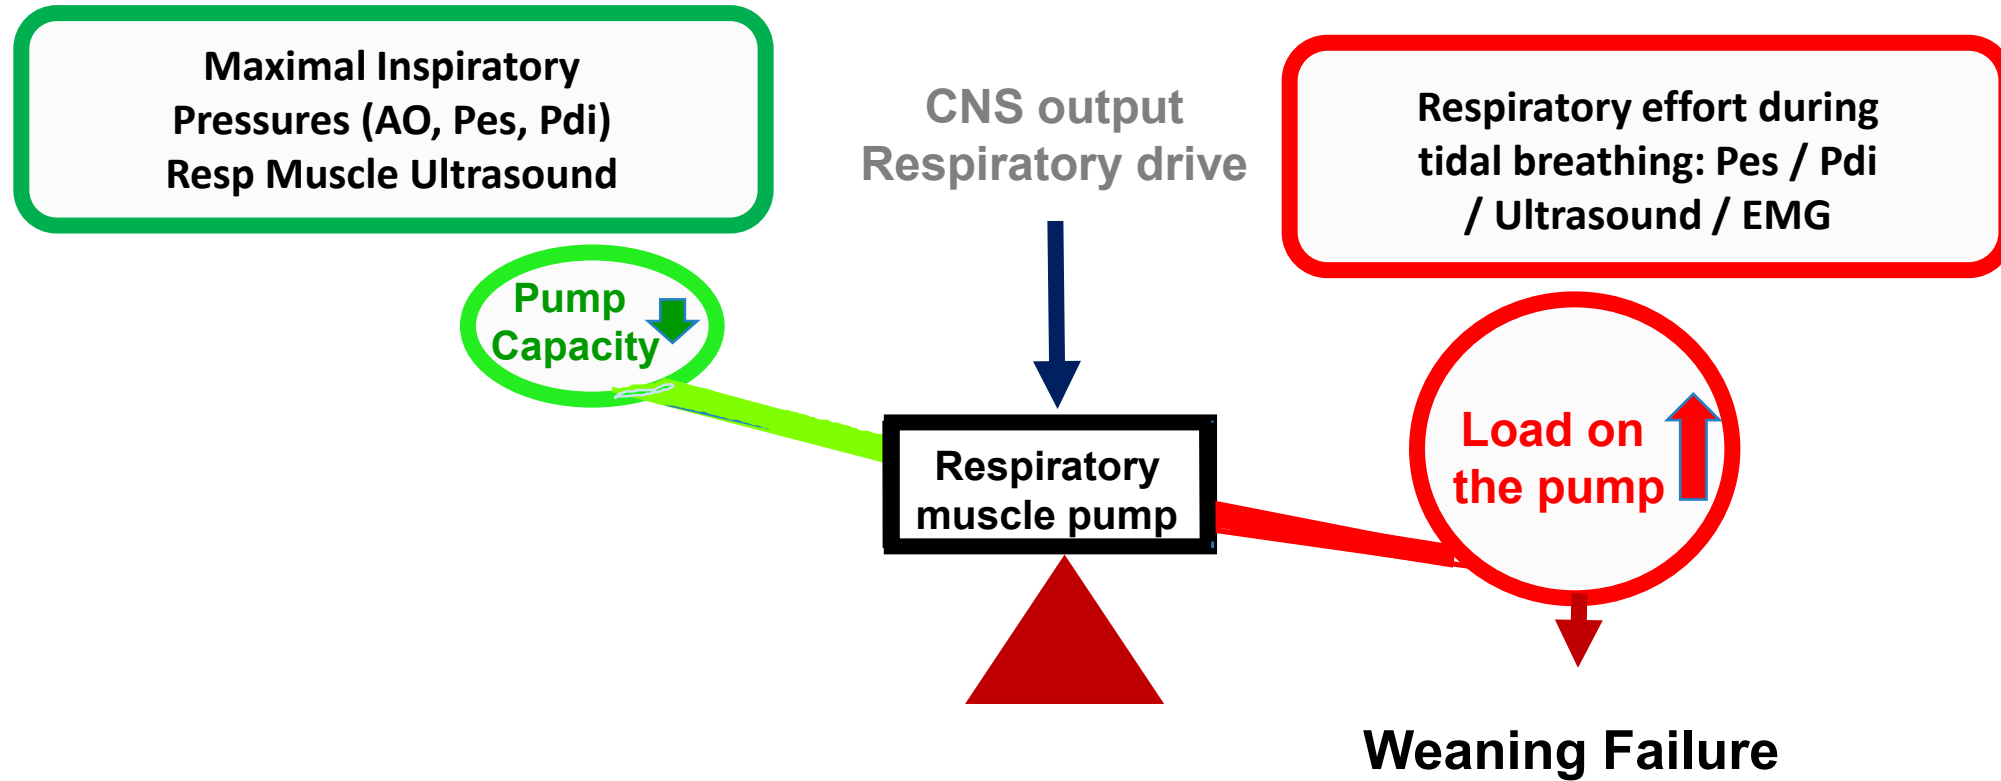 Maximal Inspiratory
Pressures (AO, Pes, Pdi)
Resp Muscle Ultrasound
CNS output
Respiratory drive
Respiratory effort during
tidal breathing: Pes / Pdi
/ Ultrasound / EMG
Pump
Capacity
Load on
the pump
Respiratory
muscle pump
Weaning Failure